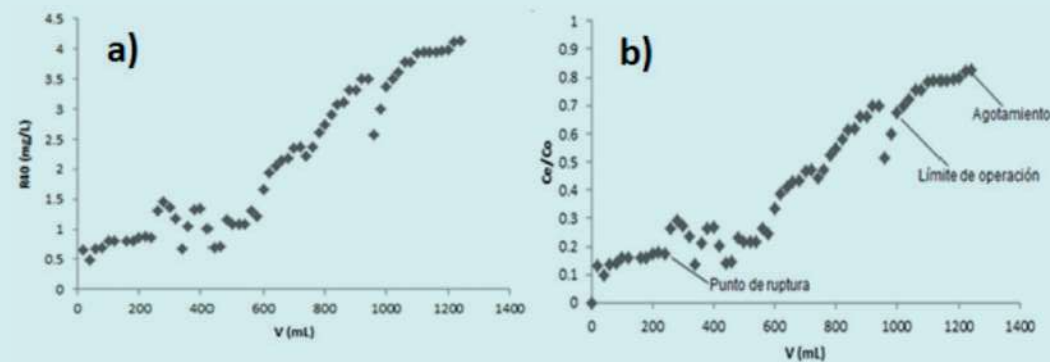 a)
R40 (mg/L)
4.5
4
3.5
3
2.5
2
1.5
1
0.5
0
0 200 400 600 800 1000 1200 1400
V (mL)
b)
Ce/Co
1
0.9
0.8
0.7
0.6
0.5
0.4
0.3
0.2
0.1
0
Agotamiento
Límite de operación
Punto de ruptura
0 200 400 600 800 1000 1200 1400
V (mL)